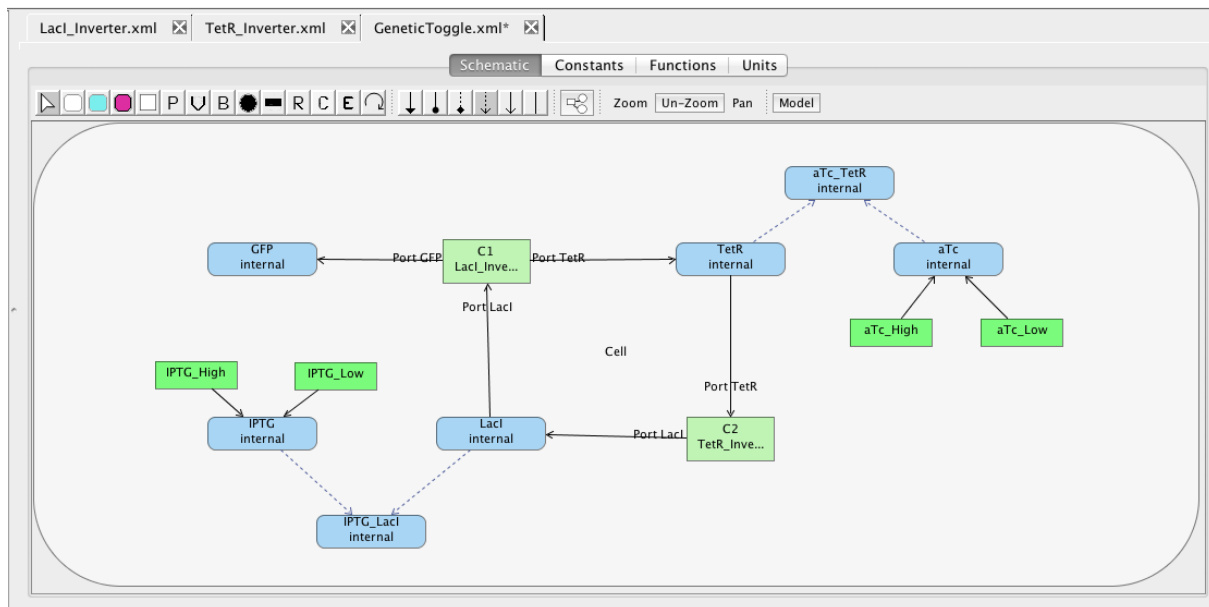 LacI_Inverter.xml TetR_Inverter.xml GeneticToggle.xml*
Schematic Constants Functions Units
P V B R C E Zoom Un-Zoom Pan Model
aTc_TetR
internal
GFP
internal
Port GFP
C1
LacI_Inve...
Port TetR
TetR
internal
aTc
internal
Port LacI
aTc_High
aTc_Low
Cell
IPTG_High
IPTG_Low
Port TetR
IPTG
internal
LacI
internal
Port LacI
C2
TetR_Inve...
IPTG_LacI
internal